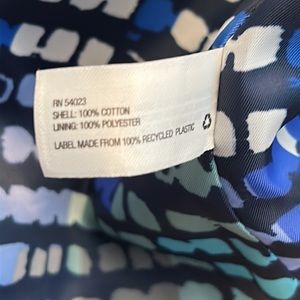 RN 54023
SHELL: 100% COTTON
LINING: 100% POLYESTER
LABEL MADE FROM 100% RECYCLED PLASTIC